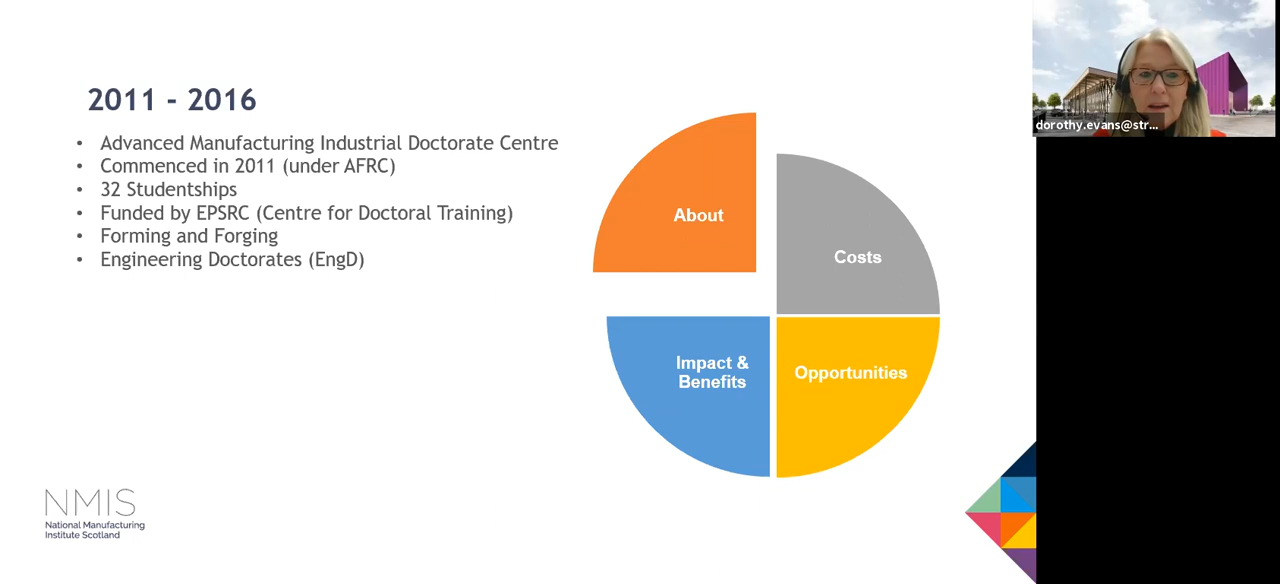 2011 - 2016
• Advanced Manufacturing Industrial Doctorate Centre
• Commenced in 2011 (under AFRC)
• 32 Studentships
• Funded by EPSRC (Centre for Doctoral Training)
• Forming and Forging
• Engineering Doctorates (EngD)
About
Costs
Impact &
Benefits
Opportunities
NMIS
National Manufacturing
Institute Scotland
dorothy.evans@str...